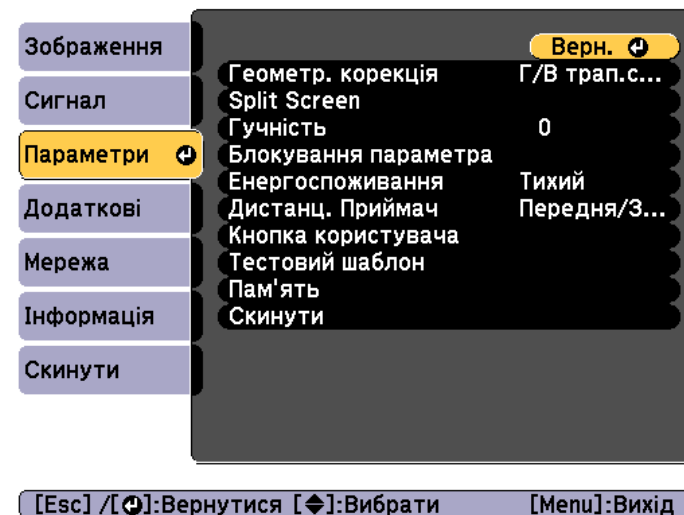 Зображення
Сигнал
Параметри
Додаткові
Мережа
Інформація
Скинути
Верн.
Геометр. корекція Г/В трап.с...
Split Screen
Гучність 0
Блокування параметра
Енергоспоживання Тихий
Дистанц. Приймач Передня/З...
Кнопка користувача
Тестовий шаблон
Пам'ять
Скинути
[Esc] /[ ]:Вернутися [ ]:Вибрати [Menu]:Вихід